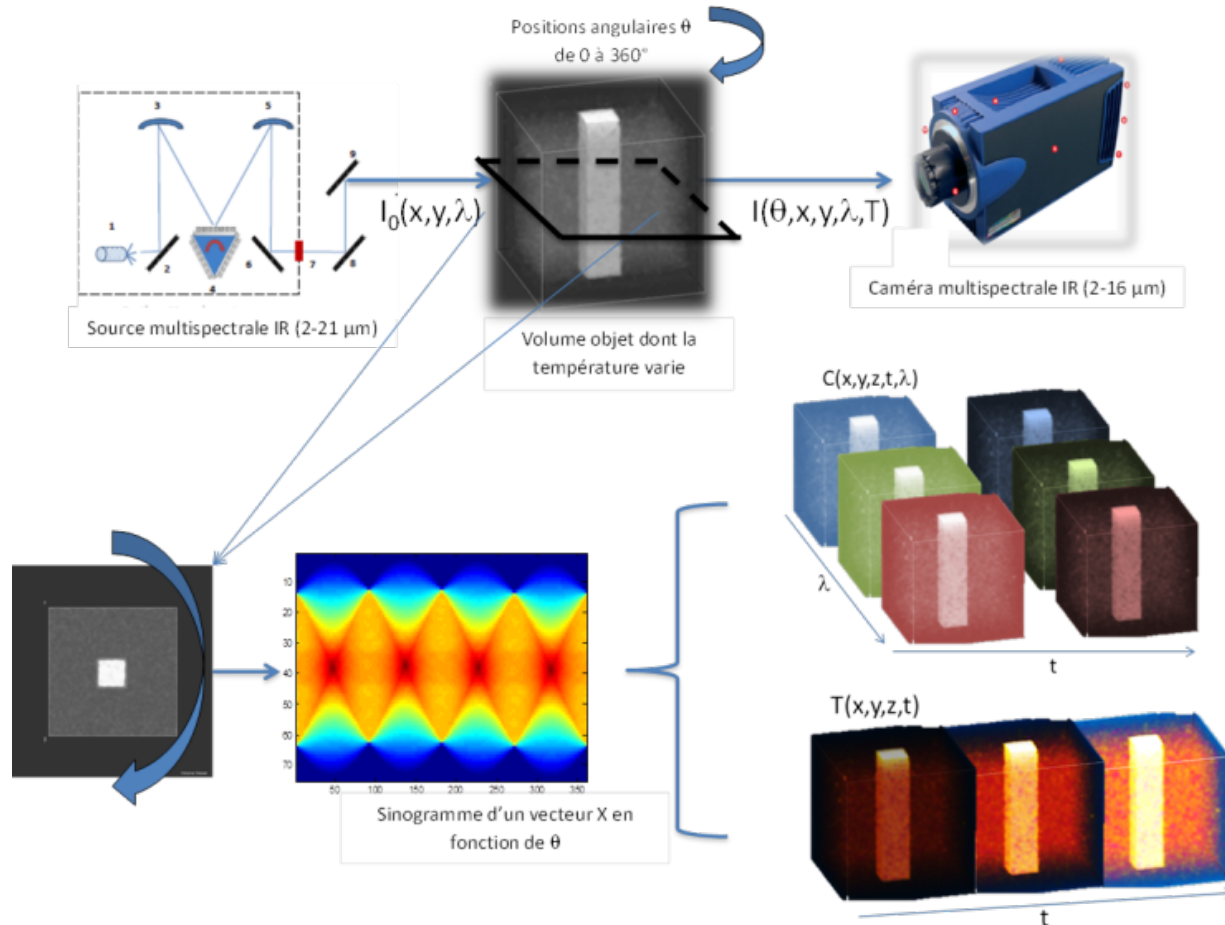 Positions angulaires θ
de 0 à 360°
3
5
9
1
2
6
7
8
4
I₀(x,y,λ)
I(θ,x,y,λ,T)
Source multispectrale IR (2-21 μm)
Volume objet dont la
température varie
Caméra multispectrale IR (2-16 μm)
C(x,y,z,t,λ)
λ
t
10
20
30
40
50
60
70
50
100
150
200
250
300
350
Sinogramme d'un vecteur X en
fonction de θ
T(x,y,z,t)
t